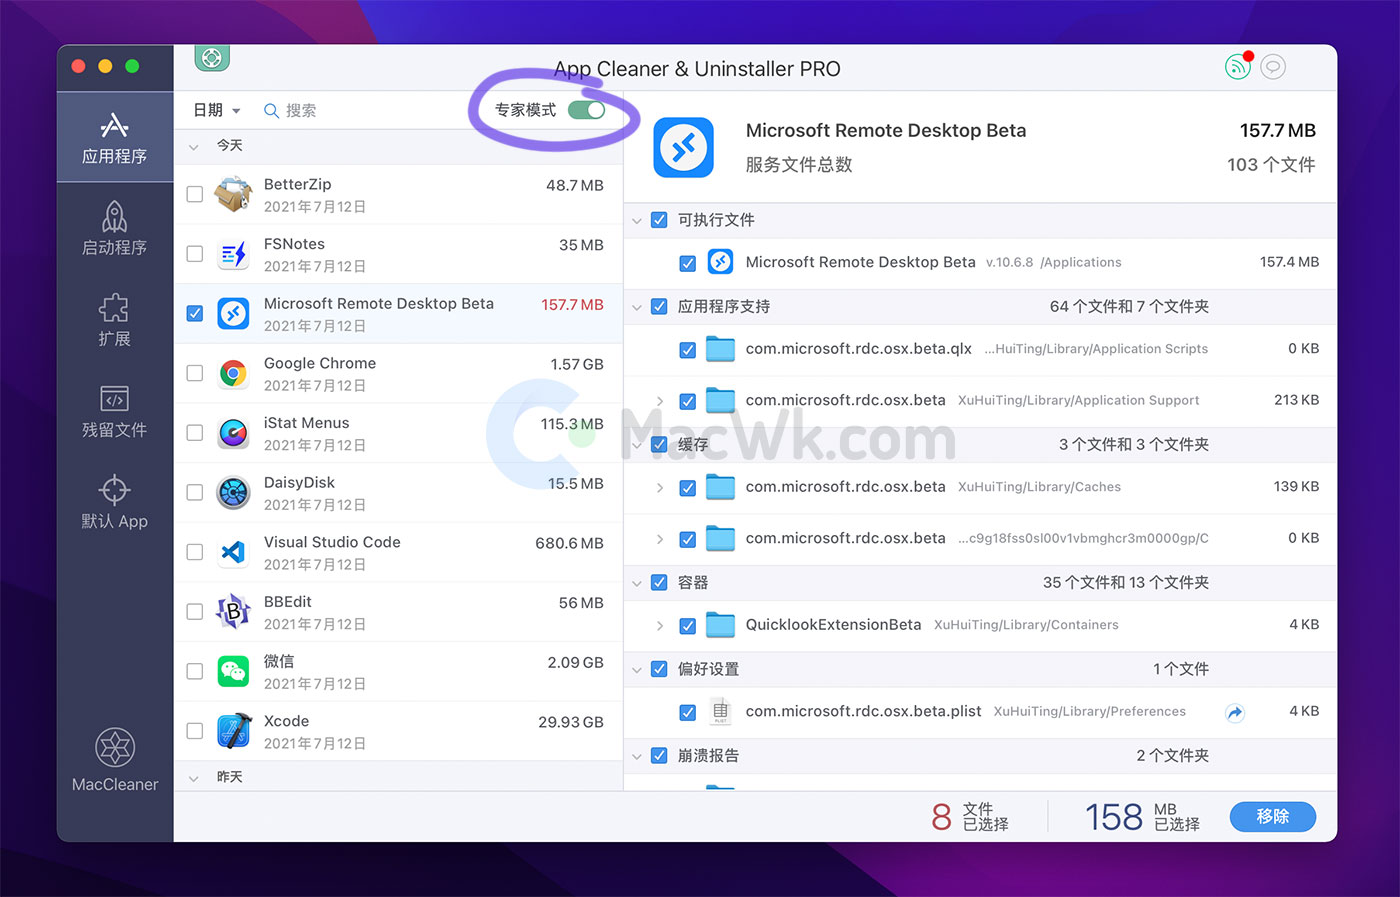 App Cleaner & Uninstaller PRO
应用程序
启动程序
扩展
残留文件
默认 App
MacCleaner
日期
搜索
专家模式
今天
BetterZip
48.7 MB
2021年7月12日
FSNotes
35 MB
2021年7月12日
Microsoft Remote Desktop Beta
157.7 MB
2021年7月12日
Google Chrome
1.57 GB
2021年7月12日
iStat Menus
115.3 MB
2021年7月12日
DaisyDisk
15.5 MB
2021年7月12日
Visual Studio Code
680.6 MB
2021年7月12日
BBEdit
56 MB
2021年7月12日
微信
2.09 GB
2021年7月12日
Xcode
29.93 GB
2021年7月12日
昨天
Microsoft Remote Desktop Beta
157.7 MB
服务文件总数
103 个文件
可执行文件
Microsoft Remote Desktop Beta v.10.6.8 /Applications 157.4 MB
应用程序支持 64 个文件和 7 个文件夹
com.microsoft.rdc.osx.beta.qlx ...HuiTing/Library/Application Scripts 0 KB
com.microsoft.rdc.osx.beta XuHuiTing/Library/Application Support 213 KB
缓存 3 个文件和 3 个文件夹
com.microsoft.rdc.osx.beta XuHuiTing/Library/Caches 139 KB
com.microsoft.rdc.osx.beta ...c9g18fss0sl00v1vbmghcr3m0000gp/C 0 KB
容器 35 个文件和 13 个文件夹
QuicklookExtensionBeta XuHuiTing/Library/Containers 4 KB
偏好设置 1 个文件
com.microsoft.rdc.osx.beta.plist XuHuiTing/Library/Preferences 4 KB
崩溃报告 2 个文件夹
8 文件
已选择
158 MB
已选择
移除
MacWk.com